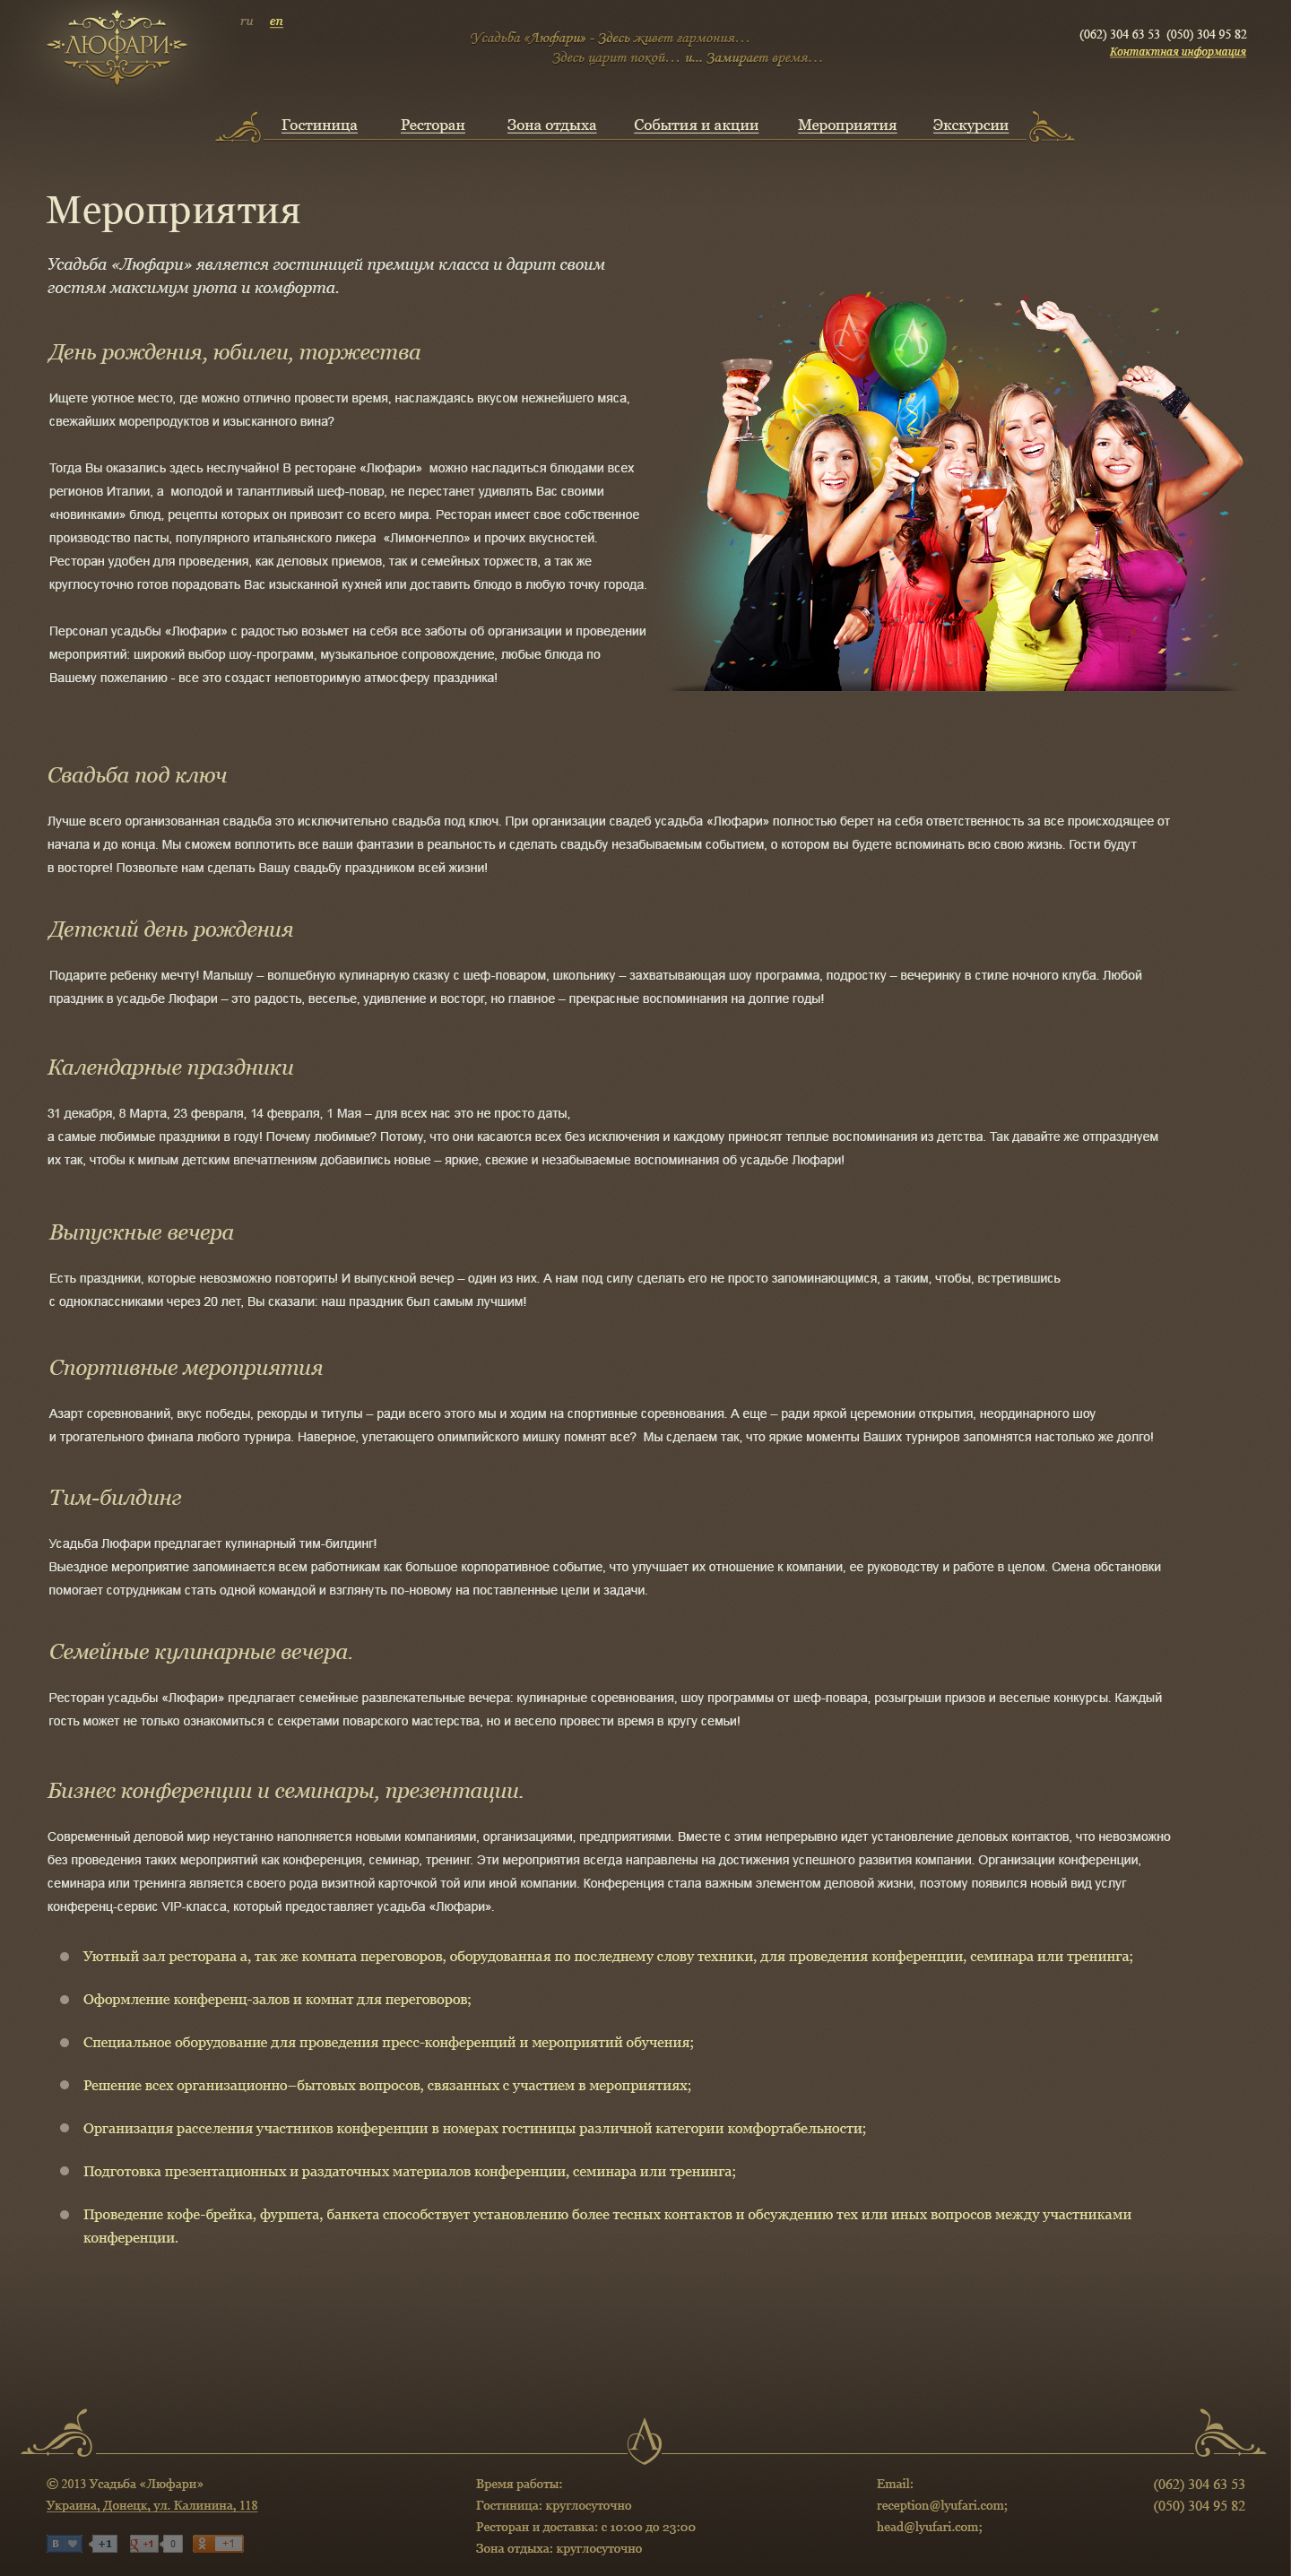 ЛЮФАРИ
ru en
Усадьба «Люфари» - Здесь живет гармония…
Здесь царит покой… и... Замирает время…
(062) 304 63 53 (050) 304 95 82
Контактная информация
Гостиница Ресторан Зона отдыха События и акции Мероприятия Экскурсии
Мероприятия
Усадьба «Люфари» является гостиницей премиум класса и дарит своим
гостям максимум уюта и комфорта.
День рождения, юбилеи, торжества
Ищете уютное место, где можно отлично провести время, наслаждаясь вкусом нежнейшего мяса,
свежайших морепродуктов и изысканного вина?
Тогда Вы оказались здесь неслучайно! В ресторане «Люфари» можно насладиться блюдами всех
регионов Италии, а молодой и талантливый шеф-повар, не перестанет удивлять Вас своими
«новинками» блюд, рецепты которых он привозит со всего мира. Ресторан имеет свое собственное
производство пасты, популярного итальянского ликера «Лимончелло» и прочих вкусностей.
Ресторан удобен для проведения, как деловых приемов, так и семейных торжеств, а так же
круглосуточно готов порадовать Вас изысканной кухней или доставить блюдо в любую точку города.
Персонал усадьбы «Люфари» с радостью возьмет на себя все заботы об организации и проведении
мероприятий: широкий выбор шоу-программ, музыкальное сопровождение, любые блюда по
Вашему пожеланию - все это создаст неповторимую атмосферу праздника!
Свадьба под ключ
Лучше всего организованная свадьба это исключительно свадьба под ключ. При организации свадеб усадьба «Люфари» полностью берет на себя ответственность за все происходящее от
начала и до конца. Мы сможем воплотить все ваши фантазии в реальность и сделать свадьбу незабываемым событием, о котором вы будете вспоминать всю свою жизнь. Гости будут
в восторге! Позвольте нам сделать Вашу свадьбу праздником всей жизни!
Детский день рождения
Подарите ребенку мечту! Малышу – волшебную кулинарную сказку с шеф-поваром, школьнику – захватывающая шоу программа, подростку – вечеринку в стиле ночного клуба. Любой
праздник в усадьбе Люфари – это радость, веселье, удивление и восторг, но главное – прекрасные воспоминания на долгие годы!
Календарные праздники
31 декабря, 8 Марта, 23 февраля, 14 февраля, 1 Мая – для всех нас это не просто даты,
а самые любимые праздники в году! Почему любимые? Потому, что они касаются всех без исключения и каждому приносят теплые воспоминания из детства. Так давайте же отпразднуем
их так, чтобы к милым детским впечатлениям добавились новые – яркие, свежие и незабываемые воспоминания об усадьбе Люфари!
Выпускные вечера
Есть праздники, которые невозможно повторить! И выпускной вечер – один из них. А нам под силу сделать его не просто запоминающимся, а таким, чтобы, встретившись
с одноклассниками через 20 лет, Вы сказали: наш праздник был самым лучшим!
Спортивные мероприятия
Азарт соревнований, вкус победы, рекорды и титулы – ради всего этого мы и ходим на спортивные соревнования. А еще – ради яркой церемонии открытия, неординарного шоу
и трогательного финала любого турнира. Наверное, улетающего олимпийского мишку помнят все? Мы сделаем так, что яркие моменты Ваших турниров запомнятся настолько же долго!
Тим-билдинг
Усадьба Люфари предлагает кулинарный тим-билдинг!
Выездное мероприятие запоминается всем работникам как большое корпоративное событие, что улучшает их отношение к компании, ее руководству и работе в целом. Смена обстановки
помогает сотрудникам стать одной командой и взглянуть по-новому на поставленные цели и задачи.
Семейные кулинарные вечера.
Ресторан усадьбы «Люфари» предлагает семейные развлекательные вечера: кулинарные соревнования, шоу программы от шеф-повара, розыгрыши призов и веселые конкурсы. Каждый
гость может не только ознакомиться с секретами поварского мастерства, но и весело провести время в кругу семьи!
Бизнес конференции и семинары, презентации.
Современный деловой мир неустанно наполняется новыми компаниями, организациями, предприятиями. Вместе с этим непрерывно идет установление деловых контактов, что невозможно
без проведения таких мероприятий как конференция, семинар, тренинг. Эти мероприятия всегда направлены на достижения успешного развития компании. Организации конференции,
семинара или тренинга является своего рода визитной карточкой той или иной компании. Конференция стала важным элементом деловой жизни, поэтому появился новый вид услуг
конференц-сервис VIP-класса, который предоставляет усадьба «Люфари».
Уютный зал ресторана а, так же комната переговоров, оборудованная по последнему слову техники, для проведения конференции, семинара или тренинга;
Оформление конференц-залов и комнат для переговоров;
Специальное оборудование для проведения пресс-конференций и мероприятий обучения;
Решение всех организационно–бытовых вопросов, связанных с участием в мероприятиях;
Организация расселения участников конференции в номерах гостиницы различной категории комфортабельности;
Подготовка презентационных и раздаточных материалов конференции, семинара или тренинга;
Проведение кофе-брейка, фуршета, банкета способствует установлению более тесных контактов и обсуждению тех или иных вопросов между участниками
конференции.
© 2013 Усадьба «Люфари»
Украина, Донецк, ул. Калинина, 118
В +1 g +1 0 +1
Время работы:
Гостиница: круглосуточно
Ресторан и доставка: с 10:00 до 23:00
Зона отдыха: круглосуточно
Email:
reception@lyufari.com;
head@lyufari.com;
(062) 304 63 53
(050) 304 95 82